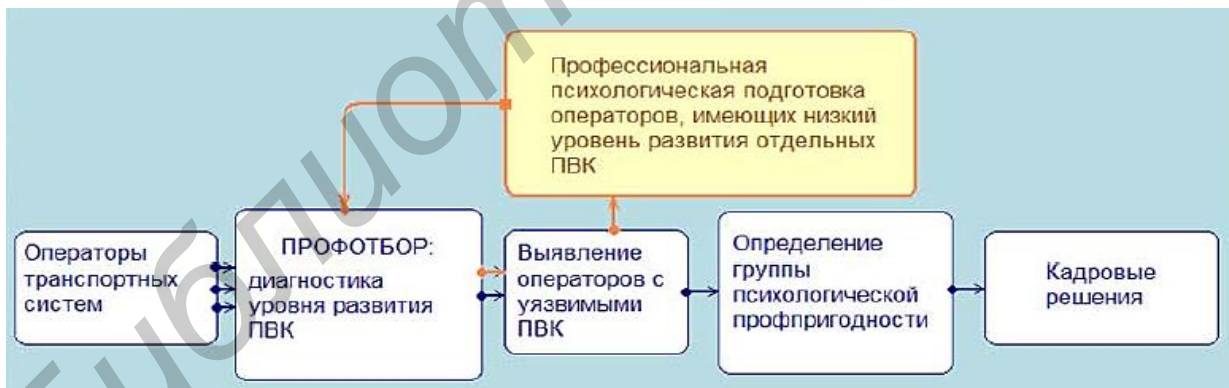 Профессиональная
психологическая подготовка
операторов, имеющих низкий
уровень развития отдельных
ПВК
Операторы
транспортных
систем
ПРОФОТБОР:
диагностика
уровня развития
ПВК
Выявление
операторов с
уязвимыми
ПВК
Определение
группы
психологической
профпригодности
Кадровые
решения